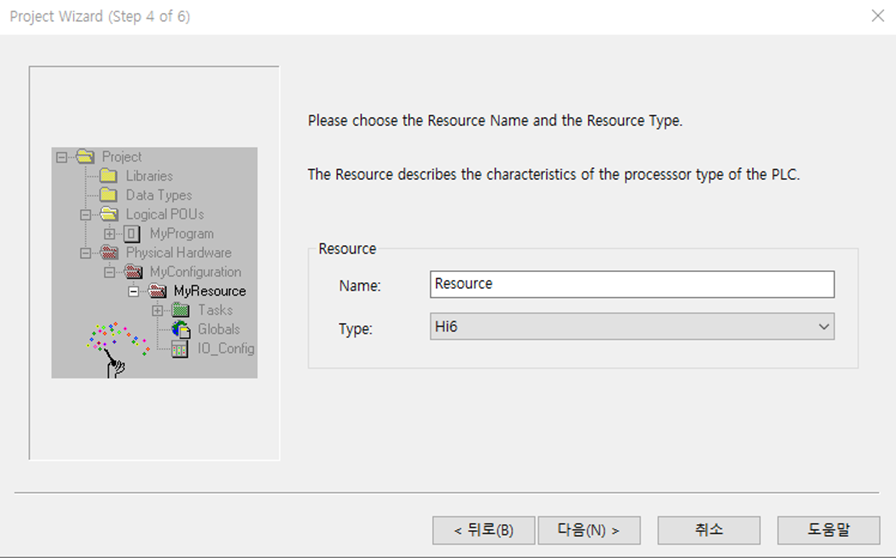 Project Wizard (Step 4 of 6)
Project
Libraries
Data Types
Logical POUs
MyProgram
Physical Hardware
MyConfiguration
MyResource
Tasks
Globals
IO_Config
Please choose the Resource Name and the Resource Type.
The Resource describes the characteristics of the processsor type of the PLC.
Resource
Name: Resource
Type: Hi6
< 뒤로(B) 다음(N) > 취소 도움말